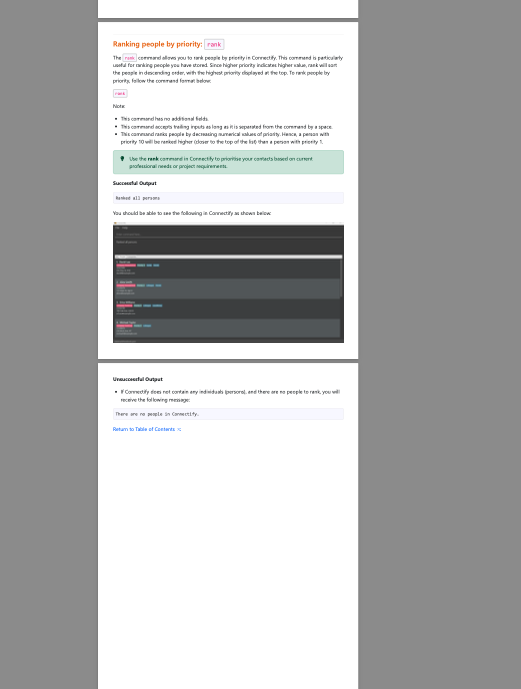 Ranking people by priority: rank
The rank command allows you to rank people by priority in Connectify. This command is particularly
useful for ranking people you have stored. Since higher priority indicates higher value, rank will sort
the people in descending order, with the highest priority displayed at the top. To rank people by
priority, follow the command format below:
rank
Note:
• This command has no additional fields.
• This command accepts trailing inputs as long as it is separated from the command by a space.
• This command ranks people by decreasing numerical values of priority. Hence, a person with
priority 10 will be ranked higher (closer to the top of the list) than a person with priority 1.
Use the rank command in Connectify to prioritise your contacts based on current
professional needs or project requirements.
Successful Output
Ranked all persons
You should be able to see the following in Connectify as shown below:
Unsuccessful Output
• If Connectify does not contain any individuals (persons), and there are no people to rank, you will
receive the following message:
There are no people in Connectify.
Return to Table of Contents